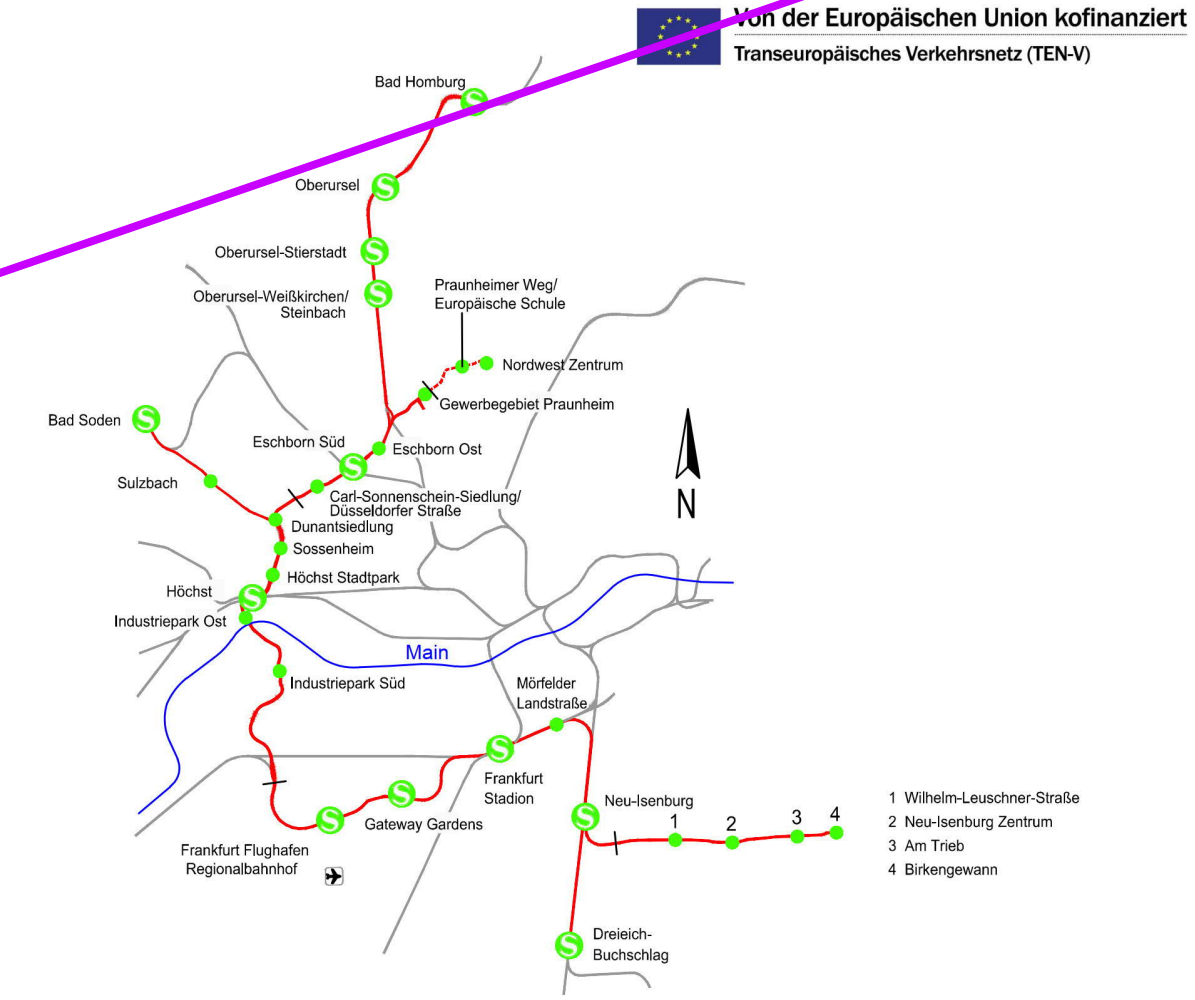 Von der Europäischen Union kofinanziert
Transeuropäisches Verkehrsnetz (TEN-V)
Bad Homburg
S
Oberursel
S
Oberursel-Stierstadt
S
Oberursel-Weißkirchen/
Steinbach
S
Praunheimer Weg/
Europäische Schule
Nordwest Zentrum
Gewerbegebiet Praunheim
Bad Soden
S
Eschborn Süd
S
Eschborn Ost
Sulzbach
Carl-Sonnenschein-Siedlung/
Düsseldorfer Straße
N
Dunantsiedlung
Sossenheim
Höchst Stadtpark
Höchst
S
Industriepark Ost
Main
Industriepark Süd
Mörfelder
Landstraße
S
Frankfurt
Stadion
S
Gateway Gardens
S
Frankfurt Flughafen
Regionalbahnhof
Neu-Isenburg
S
1
2
3
4
1 Wilhelm-Leuschner-Straße
2 Neu-Isenburg Zentrum
3 Am Trieb
4 Birkengewann
S
Dreieich-
Buchschlag